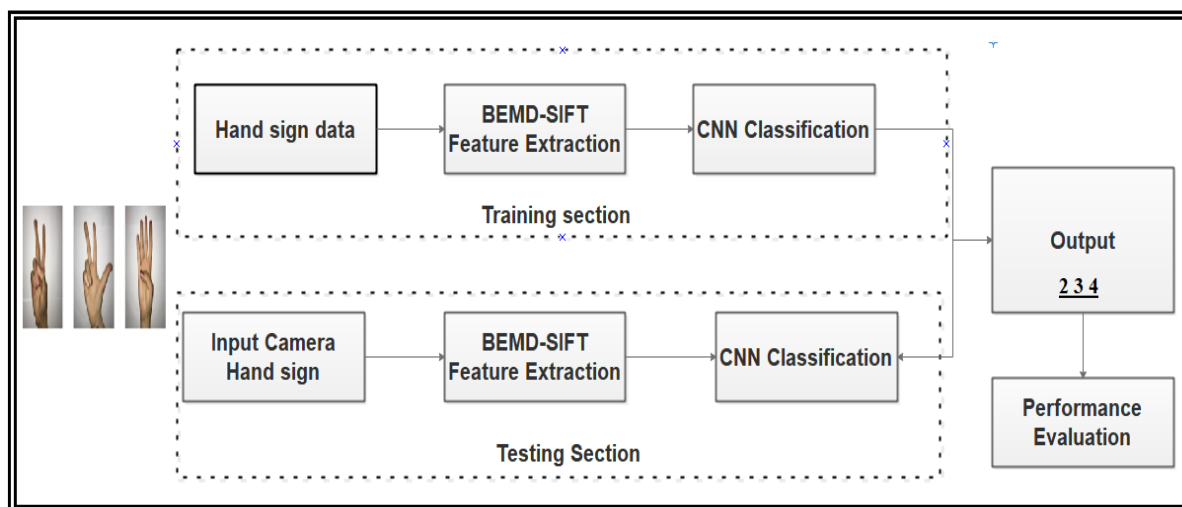 Hand sign data
BEMD-SIFT
Feature Extraction
CNN Classification
Training section
Input Camera
Hand sign
BEMD-SIFT
Feature Extraction
CNN Classification
Testing Section
Output
2 3 4
Performance
Evaluation